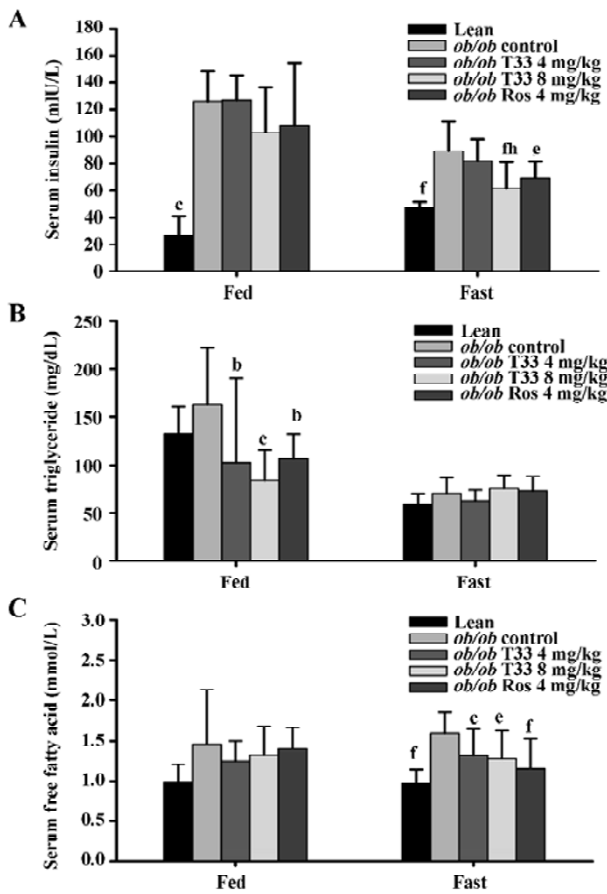 A
180
160
140
120
100
80
60
40
20
0
Serum insulin (mIU/L)
Lean
ob/ob control
ob/ob T33 4 mg/kg
ob/ob T33 8 mg/kg
ob/ob Ros 4 mg/kg
e
f
fh
e
Fed
Fast
B
250
200
150
100
50
0
Serum triglyceride (mg/dL)
Lean
ob/ob control
ob/ob T33 4 mg/kg
ob/ob T33 8 mg/kg
ob/ob Ros 4 mg/kg
b
c
b
Fed
Fast
C
3.0
2.5
2.0
1.5
1.0
0.5
0.0
Serum free fatty acid (mmol/L)
Lean
ob/ob control
ob/ob T33 4 mg/kg
ob/ob T33 8 mg/kg
ob/ob Ros 4 mg/kg
f
c
e
f
Fed
Fast